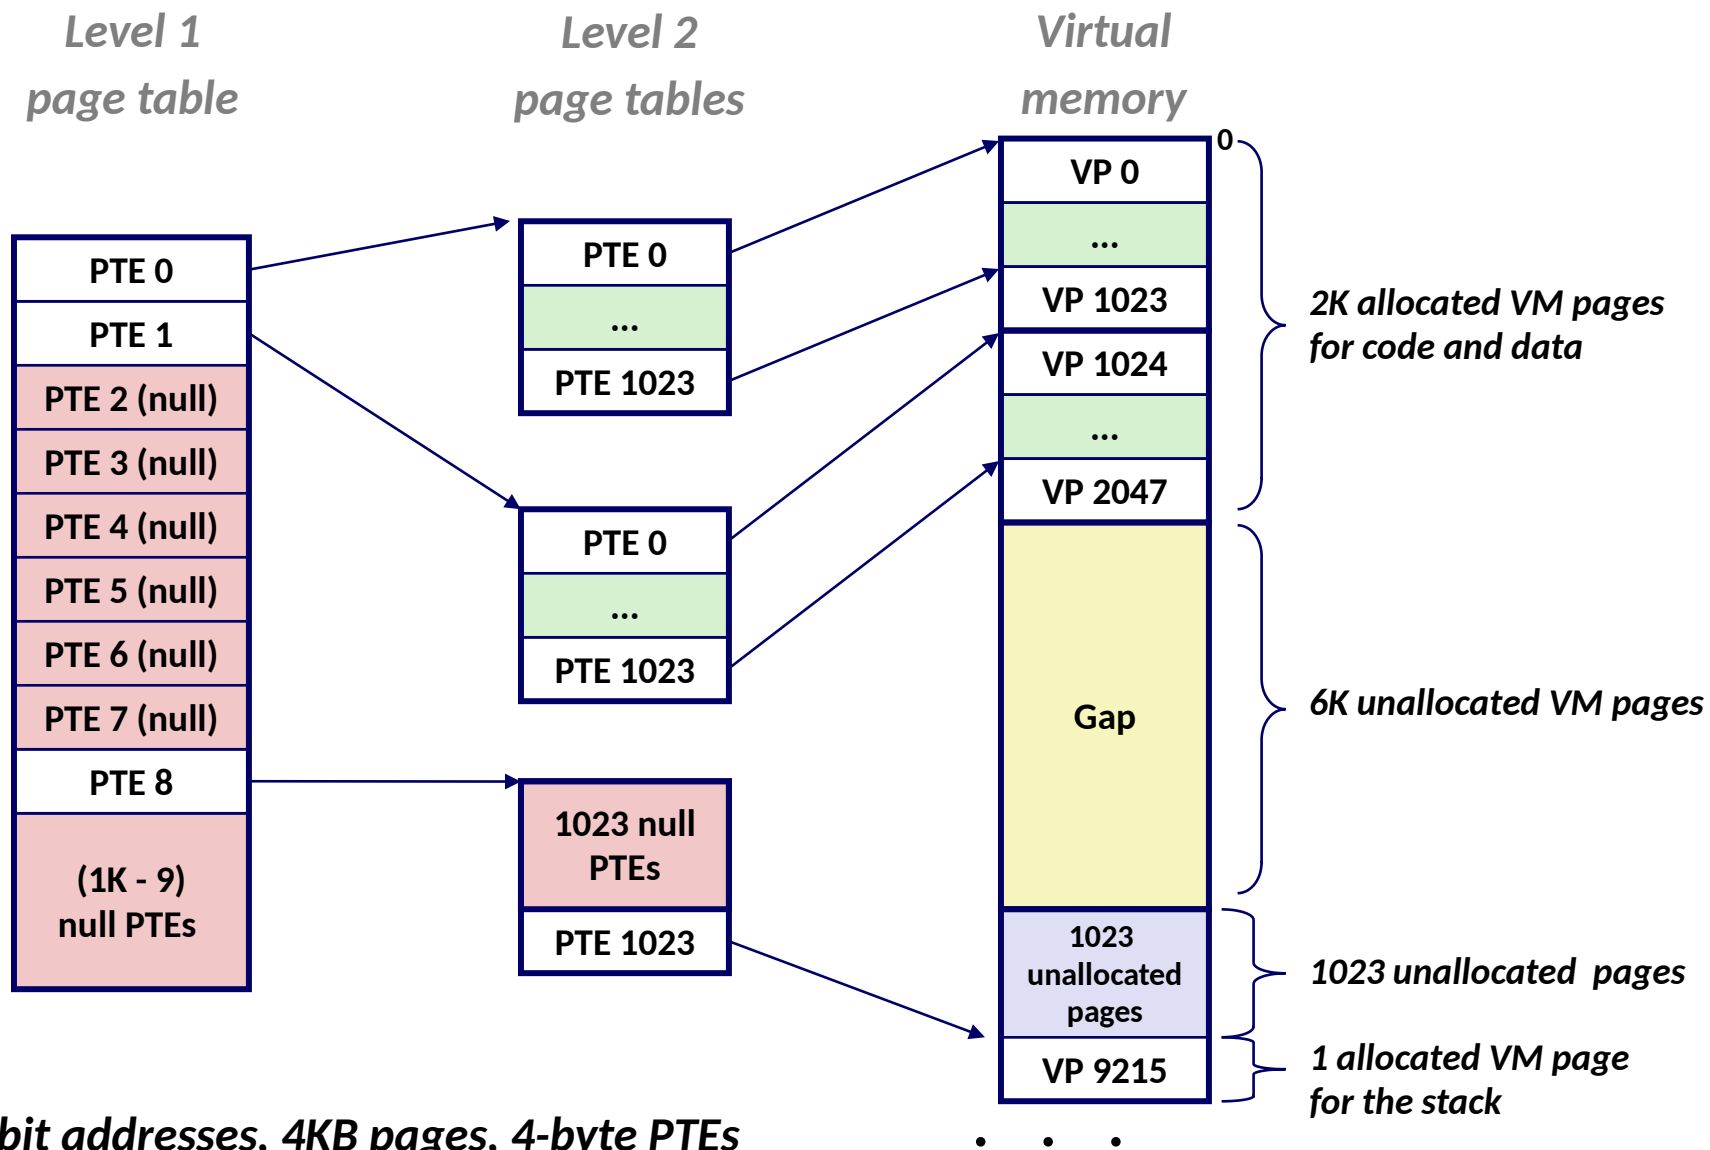 Level 1
page table
Level 2
page tables
Virtual
memory
PTE 0
PTE 1
PTE 2 (null)
PTE 3 (null)
PTE 4 (null)
PTE 5 (null)
PTE 6 (null)
PTE 7 (null)
PTE 8
(1K - 9)
null PTEs
PTE 0
...
PTE 1023
PTE 0
...
PTE 1023
1023 null
PTEs
PTE 1023
0
VP 0
...
VP 1023
VP 1024
...
VP 2047
Gap
1023
unallocated
pages
VP 9215
2K allocated VM pages
for code and data
6K unallocated VM pages
1023 unallocated  pages
1 allocated VM page
for the stack
bit addresses, 4KB pages, 4-byte PTEs
. . .